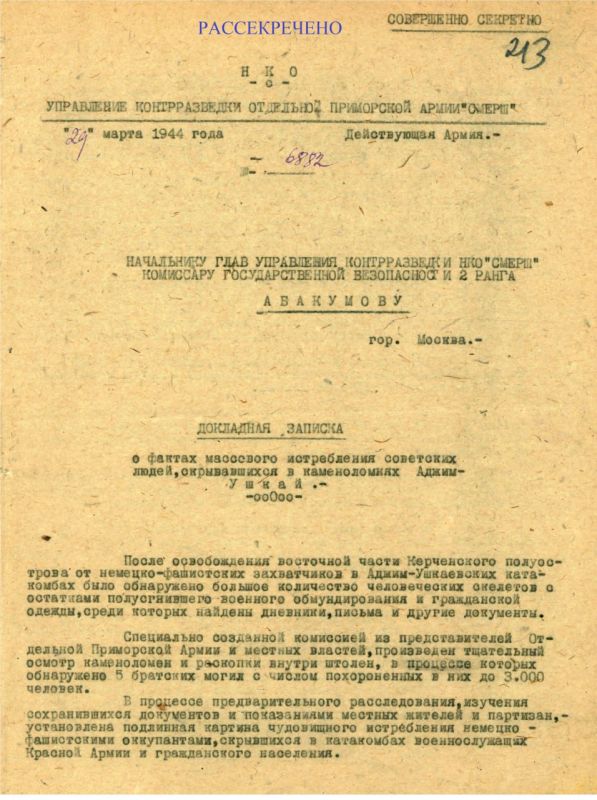 РАССЕКРЕЧЕНО
СОВЕРШЕННО СЕКРЕТНО
213
Н К О
- С -
УПРАВЛЕНИЕ КОНТРРАЗВЕДКИ ОТДЕЛЬНОЙ ПРИМОРСКОЙ АРМИИ"СМЕРШ"
"29" марта 1944 года Действующая Армия.-
6882
НАЧАЛЬНИКУ ГЛАВ УПРАВЛЕНИЯ КОНТРРАЗВЕДКИ НКО"СМЕРШ"
КОМИССАРУ ГОСУДАРСТВЕННОЙ БЕЗОПАСНОСТИ 2 РАНГА
А Б А К У М О В У
гор. Москва.-
ДОКЛАДНАЯ ЗАПИСКА
о фактах массового истребления советских
людей,скрывавшихся в каменоломнях Аджим-
У ш к а й .-
-ооОоо-
После освобождения восточной части Керченского полуос-
трова от немецко-фашистских захватчиков в Аджим-Ушкаевских ката-
комбах было обнаружено большое количество человеческих скелетов с
остатками полусгнившего военного обмундирования и гражданской
одежды,среди которых найдены дневники,письма и другие документы.
Специально созданной комиссией из представителей От-
дельной Приморской Армии и местных властей,произведен тщательный
осмотр каменоломен и раскопки внутри штолен, в процессе которых
обнаружено 5 братских могил с числом похороненных в них до 3.000
человек.
В процессе предварительного расследования,изучения
сохранившихся документов и показаниями местных жителей и партизан,-
установлена подлинная картина чудовищного истребления немецко -
фашистскими оккупантами,скрывшихся в катакомбах военнослужащих
Красной Армии и гражданского населения.